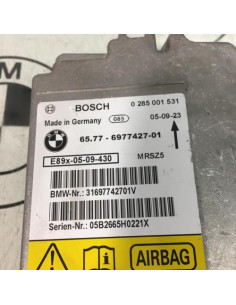 BOSCH 0 285 001 531
Made in Germany 085 05-09-23
65.77 - 6977427-01
E89x-05-09-430 MRSZ5
BMW-Nr.: 31697742701V
Serien-Nr.: 05B2665H0221X
AIRBAG